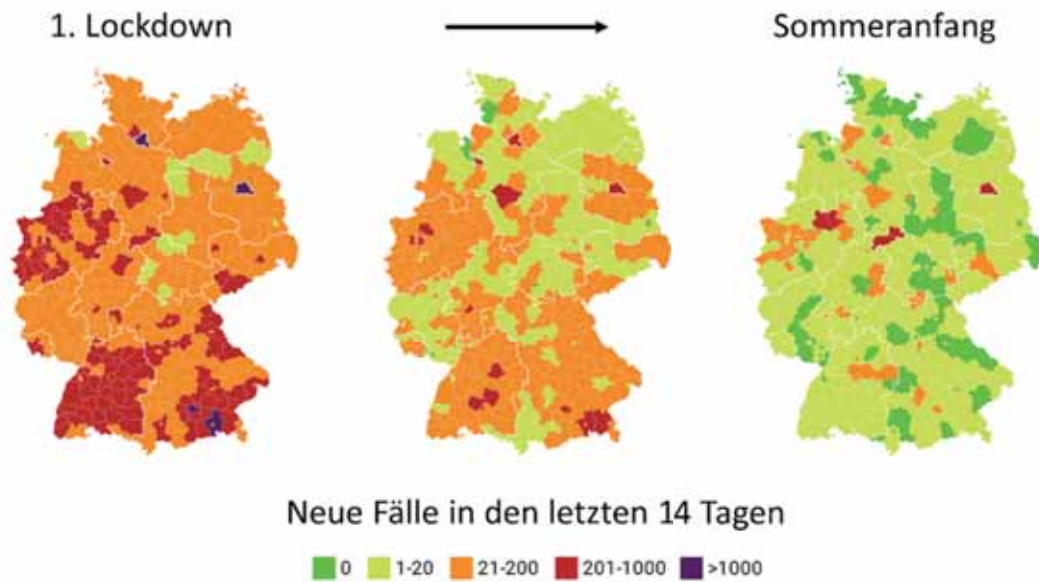 1. Lockdown
Sommeranfang
Neue Fälle in den letzten 14 Tagen
0 1-20 21-200 201-1000 >1000